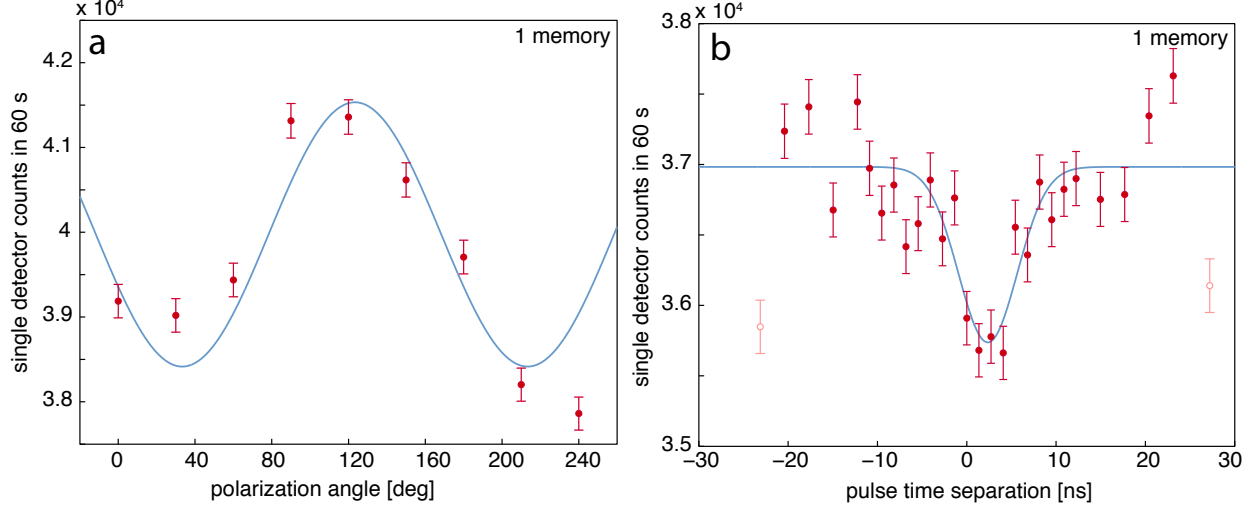 x 10⁴
a
1 memory
4.2
4.1
4.0
3.9
3.8
single detector counts in 60 s
0 40 80 120 160 200 240
polarization angle [deg]
x 10⁴
b
1 memory
3.8
3.7
3.6
3.5
single detector counts in 60 s
−30 −20 −10 0 10 20 30
pulse time separation [ns]